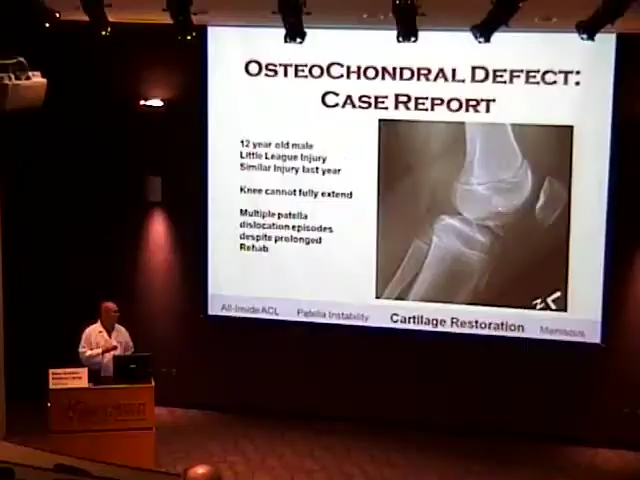 OSTEOCHONDRAL DEFECT:
CASE REPORT
12 year old male
Little League Injury
Similar Injury last year
Knee cannot fully extend
Multiple patella
dislocation episodes
despite prolonged
Rehab
All-Inside ACL Patella Instability Cartilage Restoration Meniscus